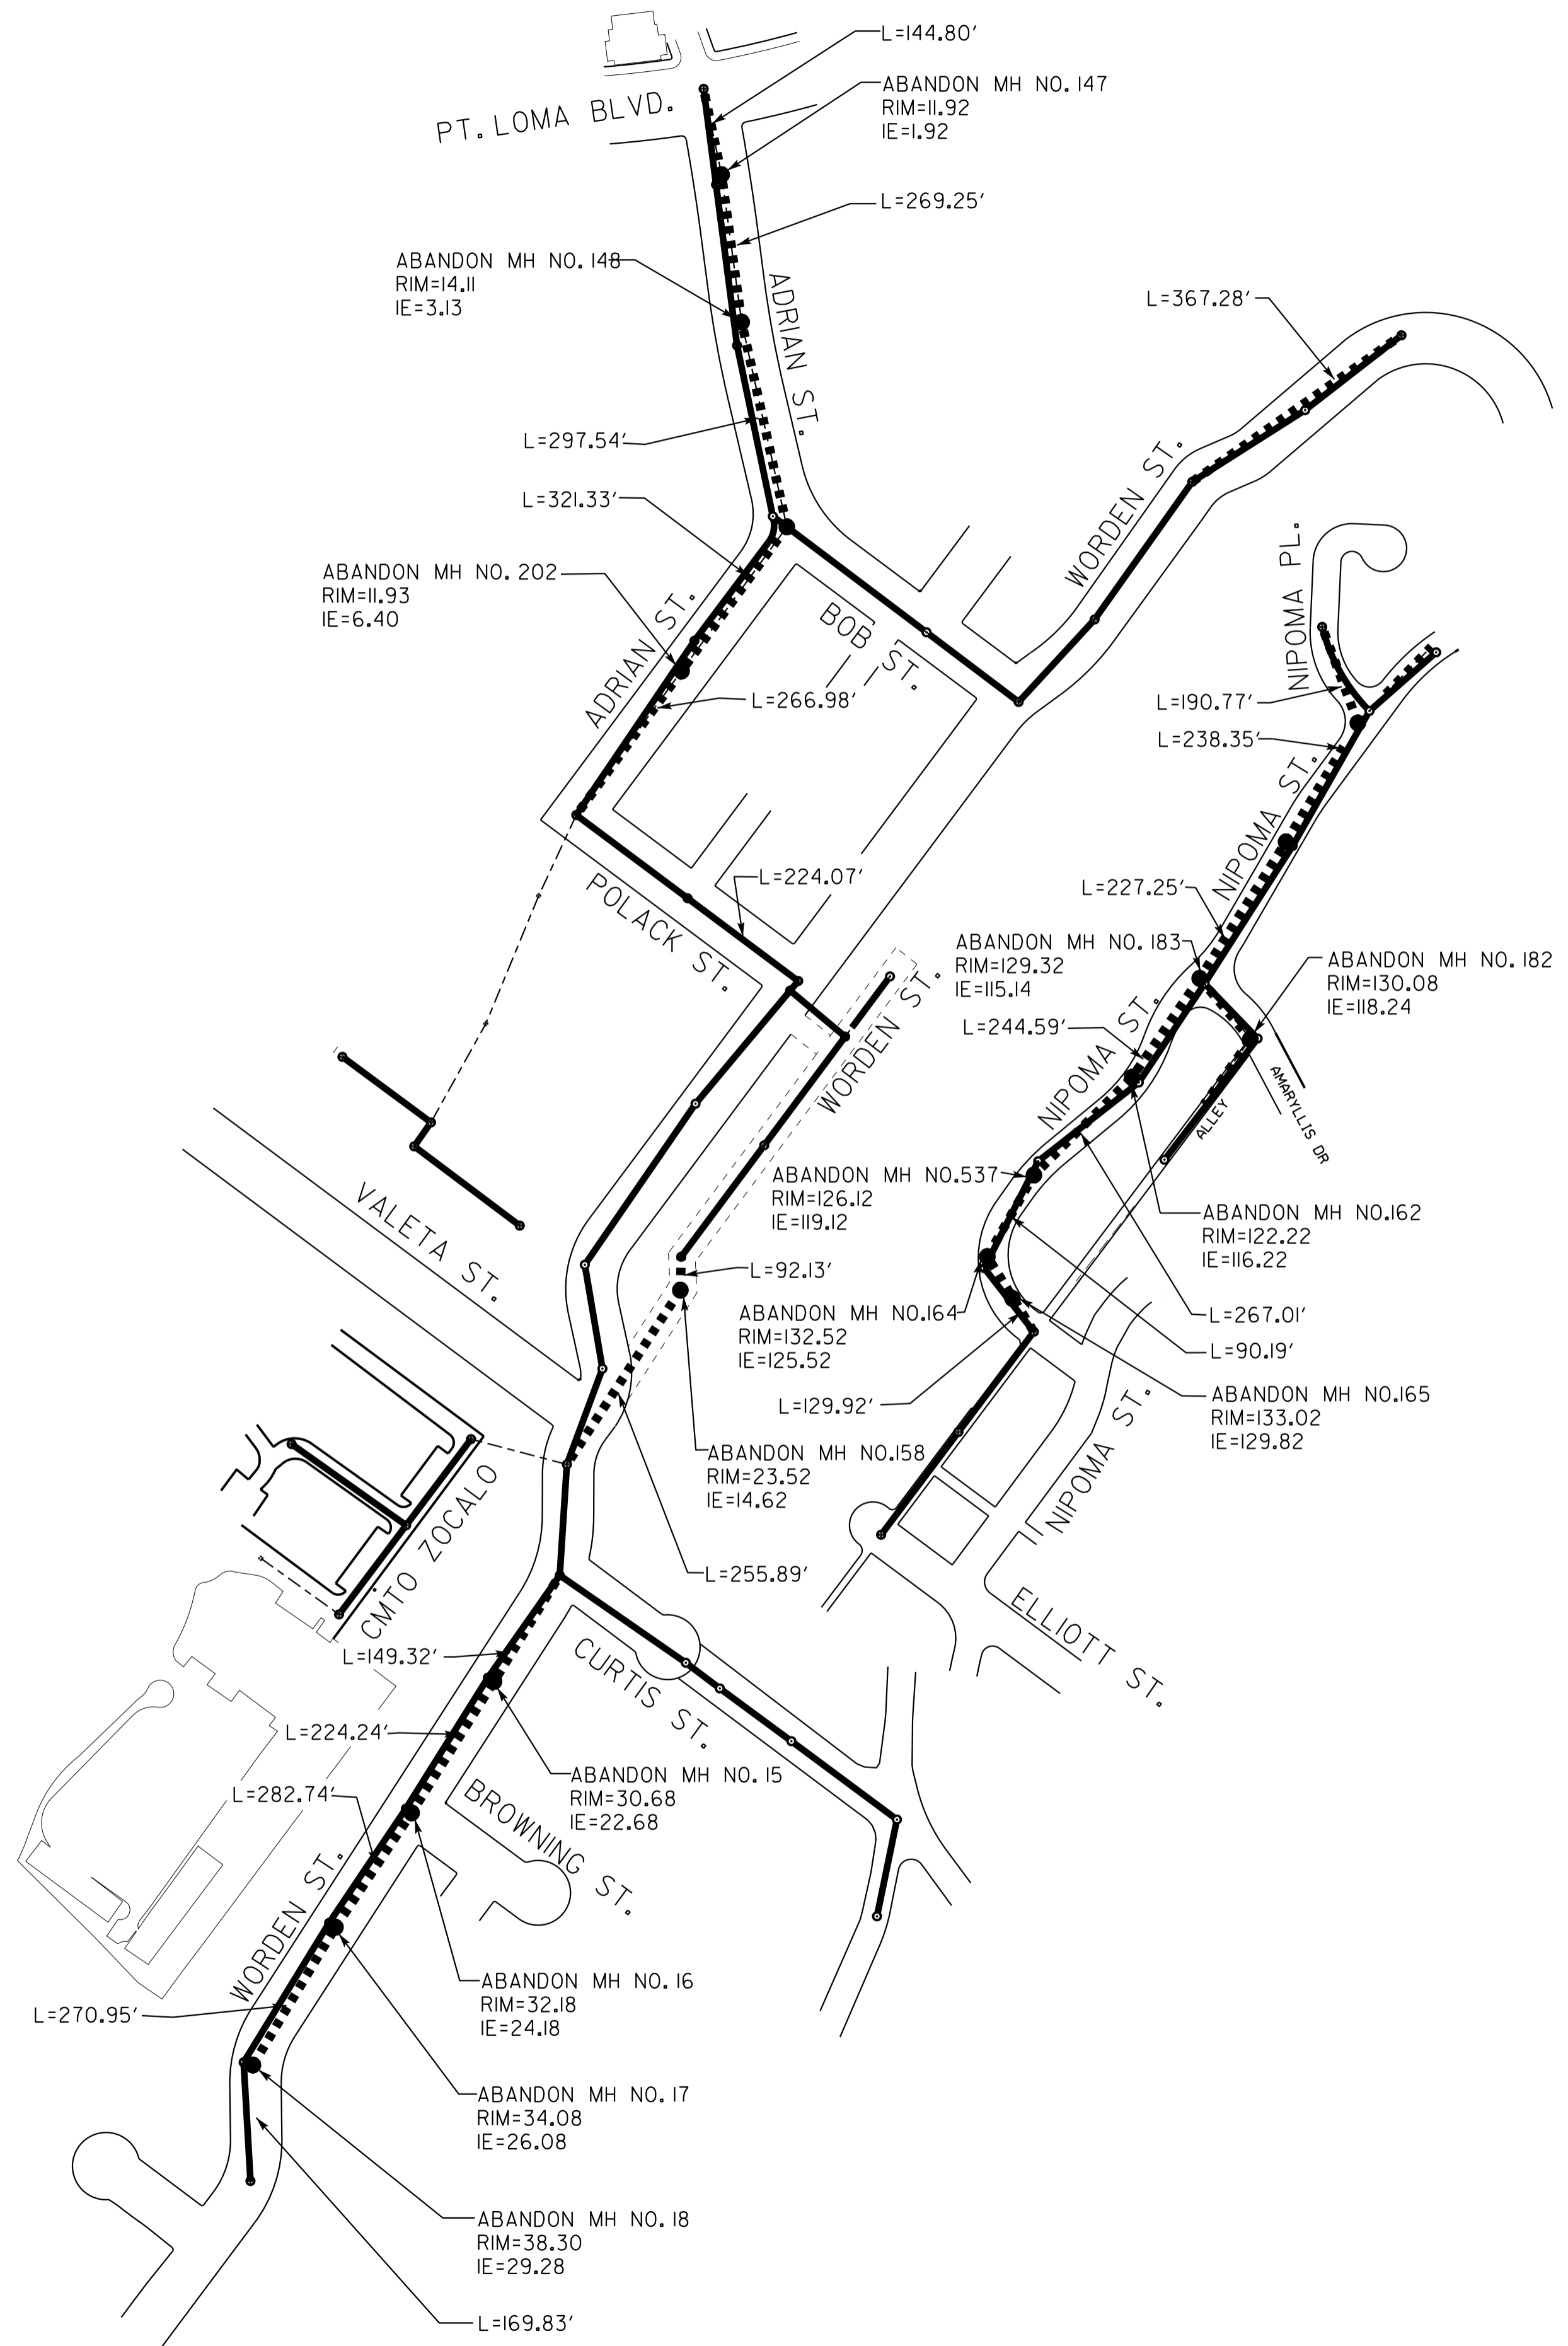 L=144.80'
ABANDON MH NO. 147
RIM=11.92
IE=1.92
PT. LOMA BLVD.
L=269.25'
ABANDON MH NO. 148
RIM=14.11
IE=3.13
ADRIAN ST.
L=367.28'
L=297.54'
L=321.33'
WORDEN ST.
ABANDON MH NO. 202
RIM=11.93
IE=6.40
NIPOMA PL.
BOB ST.
ADRIAN ST.
L=266.98'
L=190.77'
L=238.35'
NIPOMA ST.
L=224.07'
L=227.25'
POLACK ST.
ABANDON MH NO. 183
RIM=129.32
IE=115.14
ABANDON MH NO. 182
RIM=130.08
IE=118.24
L=244.59'
NIPOMA ST.
WORDEN ST.
AMARYLLIS DR
ALLEY
ABANDON MH NO.537
RIM=126.12
IE=119.12
VALETA ST.
ABANDON MH NO.162
RIM=122.22
IE=116.22
L=92.13'
ABANDON MH NO.164
RIM=132.52
IE=125.52
L=267.01'
L=90.19'
L=129.92'
ABANDON MH NO.165
RIM=133.02
IE=129.82
ABANDON MH NO.158
RIM=23.52
IE=14.62
NIPOMA ST.
CMTO ZOCALO
L=255.89'
ELLIOTT ST.
L=149.32'
CURTIS ST.
L=224.24'
ABANDON MH NO. 15
RIM=30.68
IE=22.68
L=282.74'
BROWNING ST.
WORDEN ST.
ABANDON MH NO. 16
RIM=32.18
IE=24.18
L=270.95'
ABANDON MH NO. 17
RIM=34.08
IE=26.08
ABANDON MH NO. 18
RIM=38.30
IE=29.28
L=169.83'